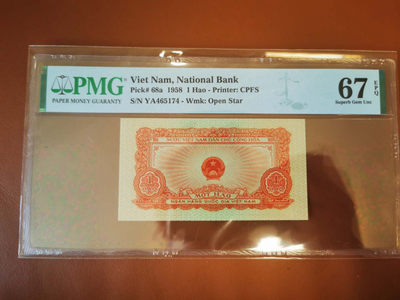 PMG
PAPER MONEY GUARANTY
Viet Nam, National Bank
Pick# 68a 1958 1 Hao - Printer: CPFS
S/N YA465174 - Wmk: Open Star
67 EPQ
Superb Gem Unc
NƯỚC VIỆT NAM DÂN CHỦ CỘNG HÒA
MỘT HÀO
NGÂN HÀNG QUỐC GIA VIỆT NAM